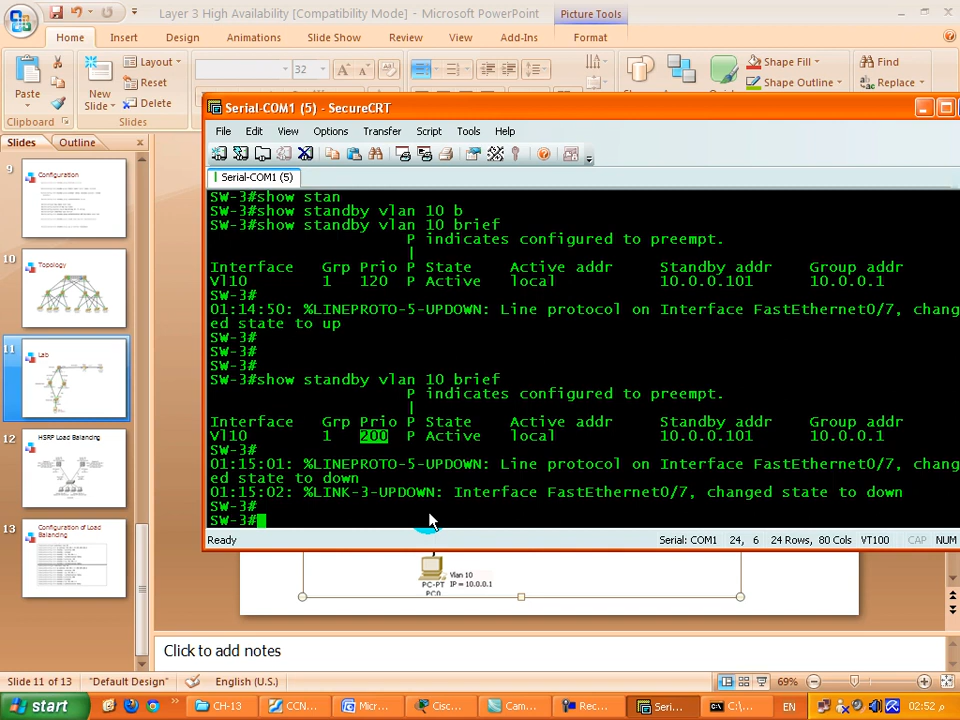 Layer 3 High Availability [Compatibility Mode] - Microsoft PowerPoint
Picture Tools
Home Insert Design Animations Slide Show Review View Add-Ins Format
Paste
New
Slide
Layout
Reset
Delete
32
Shape Fill
Shape Outline
Find
Replace
Clipboard
Slides
Slides Outline
9
Configuration
10
Topology
11
Lab
12
HSRP Load Balancing
13
Configuration of Load
Balancing
Serial-COM1 (5) - SecureCRT
File Edit View Options Transfer Script Tools Help
Serial-COM1 (5)
SW-3#show stan
SW-3#show standby vlan 10 b
SW-3#show standby vlan 10 brief
P indicates configured to preempt.
|
Interface Grp Prio P State Active addr Standby addr Group addr
Vl10 1 120 P Active local 10.0.0.101 10.0.0.1
SW-3#
01:14:50: %LINEPROTO-5-UPDOWN: Line protocol on Interface FastEthernet0/7, chang
ed state to up
SW-3#
SW-3#
SW-3#
SW-3#show standby vlan 10 brief
P indicates configured to preempt.
|
Interface Grp Prio P State Active addr Standby addr Group addr
Vl10 1 200 P Active local 10.0.0.101 10.0.0.1
SW-3#
01:15:01: %LINEPROTO-5-UPDOWN: Line protocol on Interface FastEthernet0/7, chang
ed state to down
01:15:02: %LINK-3-UPDOWN: Interface FastEthernet0/7, changed state to down
SW-3#
SW-3#
Ready Serial: COM1 24, 6 24 Rows, 80 Cols VT100 CAP NUM
Vlan 10
PC-PT IP = 10.0.0.1
PC0
Click to add notes
Slide 11 of 13 "Default Design" English (U.S.) 69%
start CH-13 CCN... Micr... Cisc... Cam... Rec... Seri... C:\... EN 02:52 م